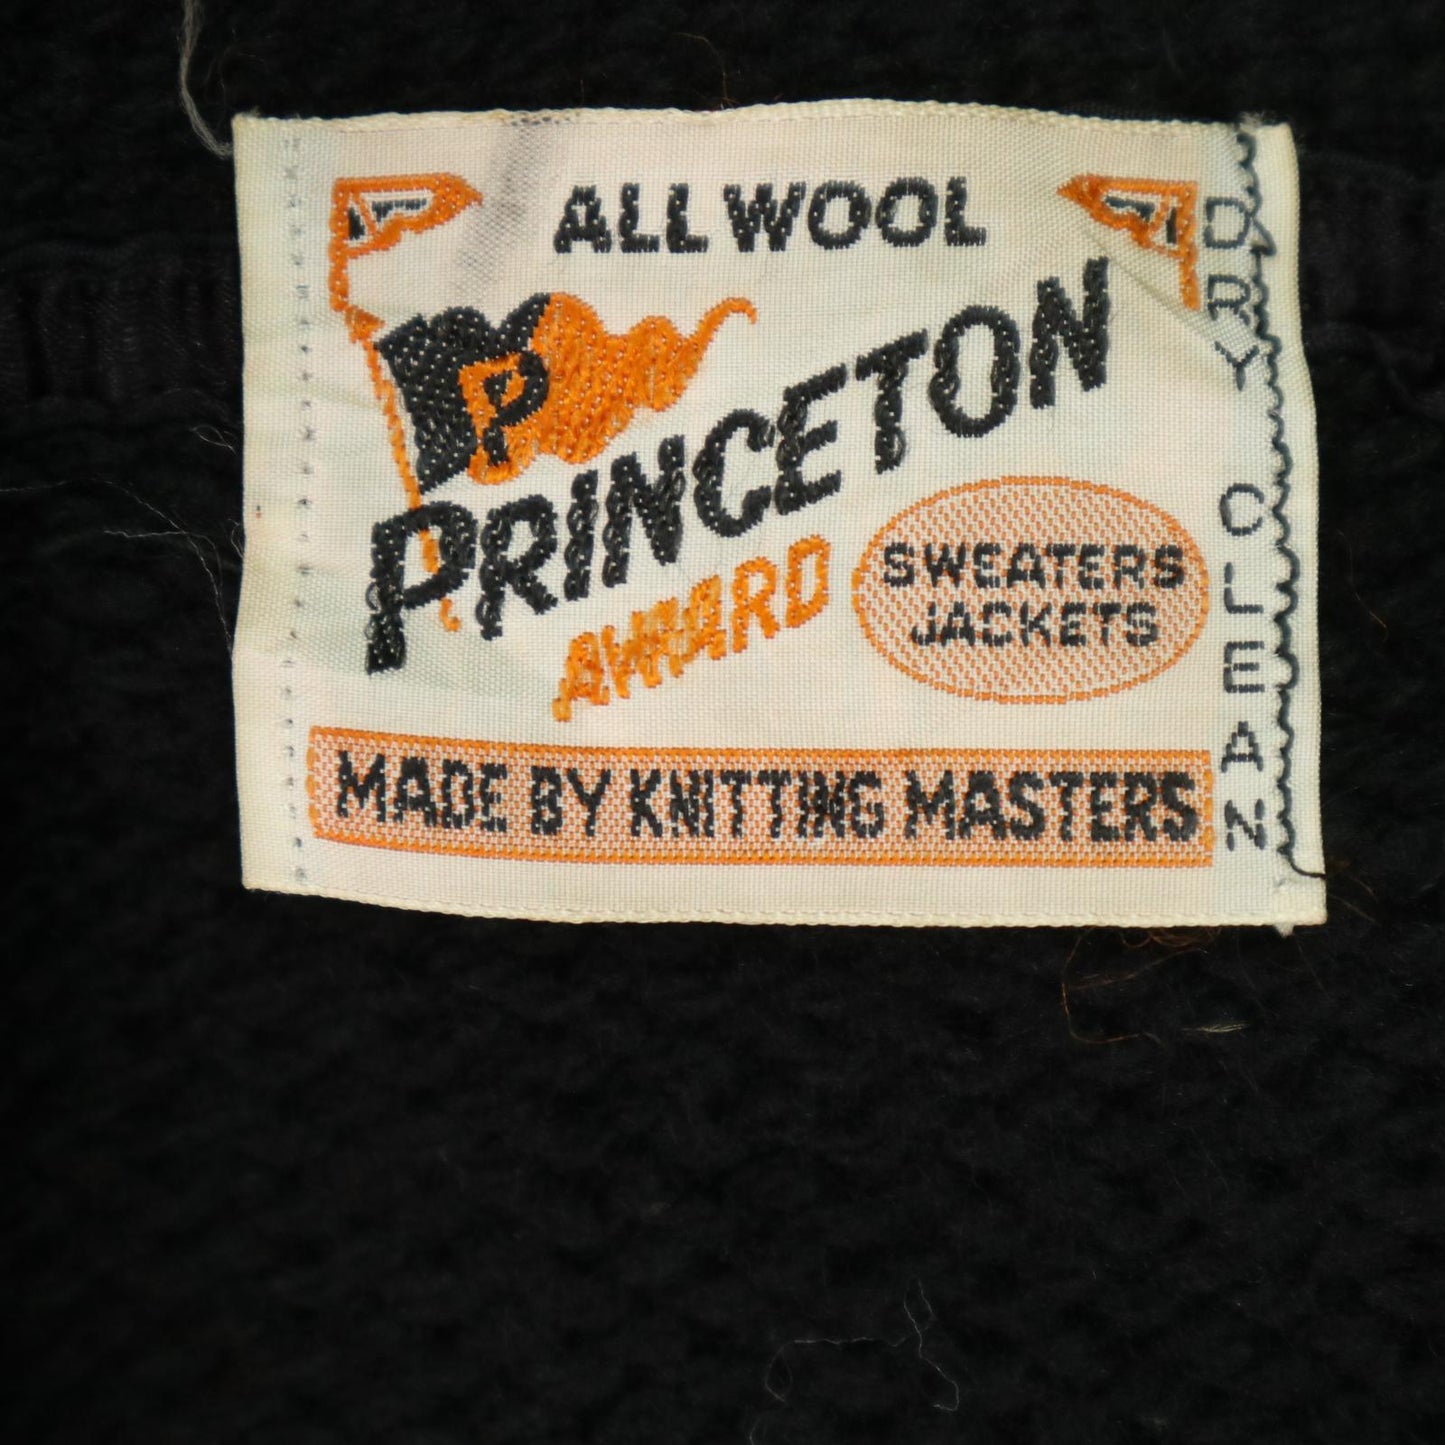 ALL WOOL
P
PRINCETON
AWARD
SWEATERS
JACKETS
MADE BY KNITTING MASTERS
DRY CLEAN